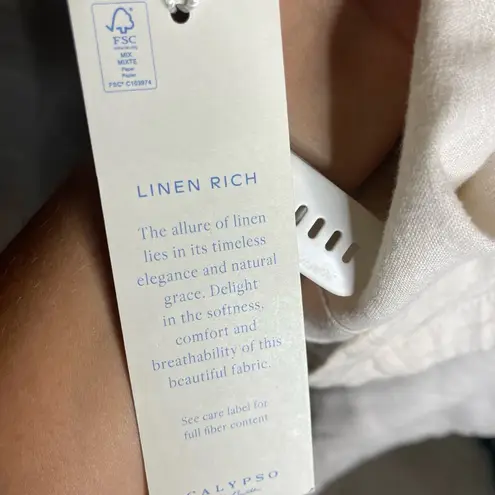 FSC
MIX
MIXTE
Paper
Papier
FSC® C103974
LINEN RICH
The allure of linen
lies in its timeless
elegance and natural
grace. Delight
in the softness,
comfort and
breathability of this
beautiful fabric.
See care label for
full fiber content
CALYPSO